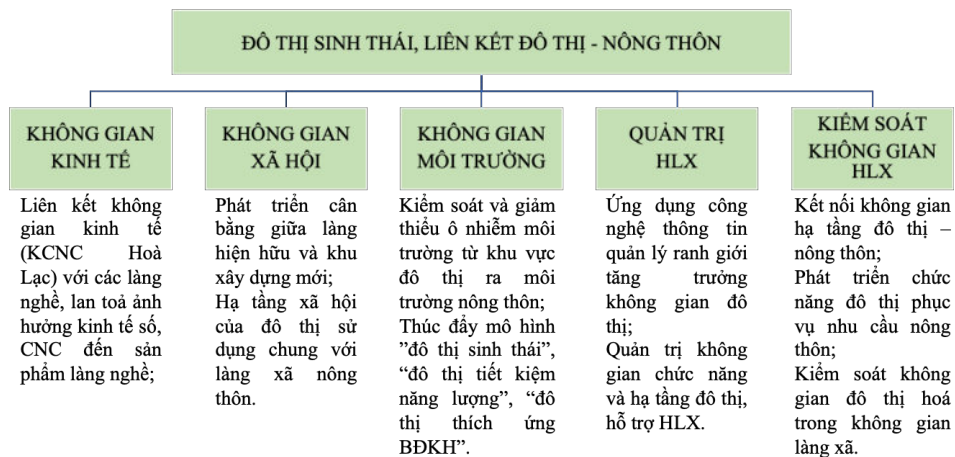 ĐÔ THỊ SINH THÁI, LIÊN KẾT ĐÔ THỊ - NÔNG THÔN
KHÔNG GIAN
KINH TẾ
Liên kết không
gian kinh tế
(KCNC Hoà
Lạc) với các làng
nghề, lan toả ảnh
hưởng kinh tế số,
CNC đến sản
phẩm làng nghề;
KHÔNG GIAN
XÃ HỘI
Phát triển cân
bằng giữa làng
hiện hữu và khu
xây dựng mới;
Hạ tầng xã hội
của đô thị sử
dụng chung với
làng xã nông
thôn.
KHÔNG GIAN
MÔI TRƯỜNG
Kiểm soát và giảm
thiểu ô nhiễm môi
trường từ khu vực
đô thị ra môi
trường nông thôn;
Thúc đẩy mô hình
”đô thị sinh thái”,
“đô thị tiết kiệm
năng lượng”, “đô
thị thích ứng
BĐKH”.
QUẢN TRỊ
HLX
Ứng dụng công
nghệ thông tin
quản lý ranh giới
tăng trưởng
không gian đô
thị;
Quản trị không
gian chức năng
và hạ tầng đô thị,
hỗ trợ HLX.
KIỂM SOÁT
KHÔNG GIAN
HLX
Kết nối không gian
hạ tầng đô thị –
nông thôn;
Phát triển chức
năng đô thị phục
vụ nhu cầu nông
thôn;
Kiểm soát không
gian đô thị hoá
trong không gian
làng xã.